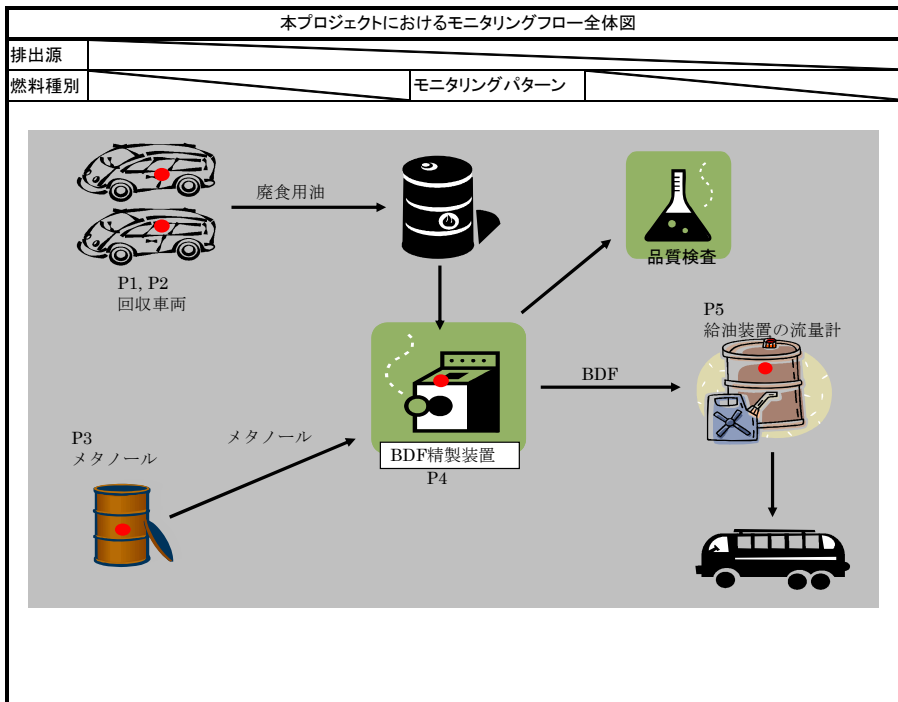 本プロジェクトにおけるモニタリングフロー全体図
排出源
燃料種別
モニタリングパターン
廃食用油
品質検査
P1, P2
回収車両
P5
給油装置の流量計
BDF
P3
メタノール
メタノール
BDF精製装置
P4